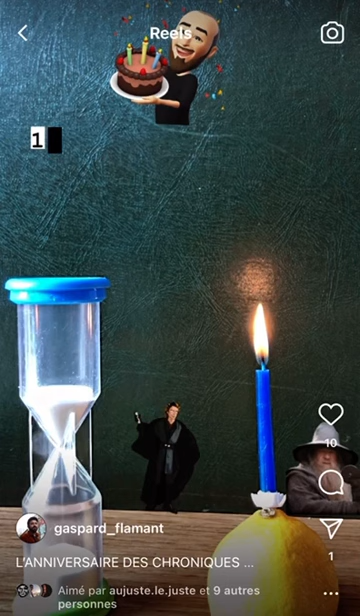 Reels
1
10
gaspard_flamant
L'ANNIVERSAIRE DES CHRONIQUES ...
1
Aimé par aujuste.le.juste et 9 autres
personnes